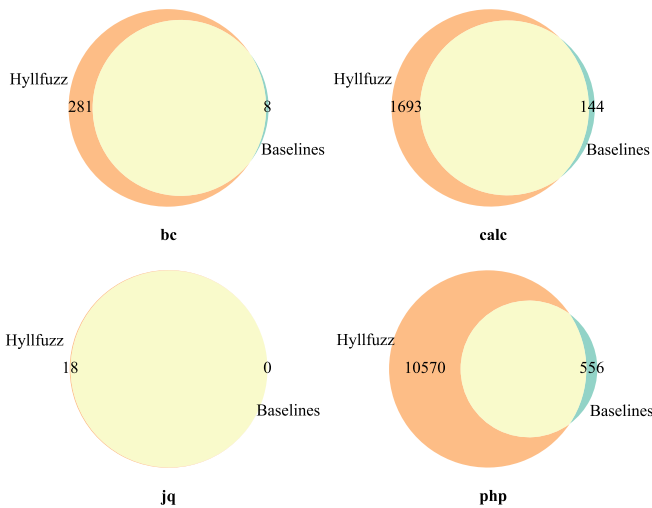 Hyllfuzz
281
8
Baselines
bc
Hyllfuzz
1693
144
Baselines
calc
Hyllfuzz
18
0
Baselines
jq
Hyllfuzz
10570
556
Baselines
php